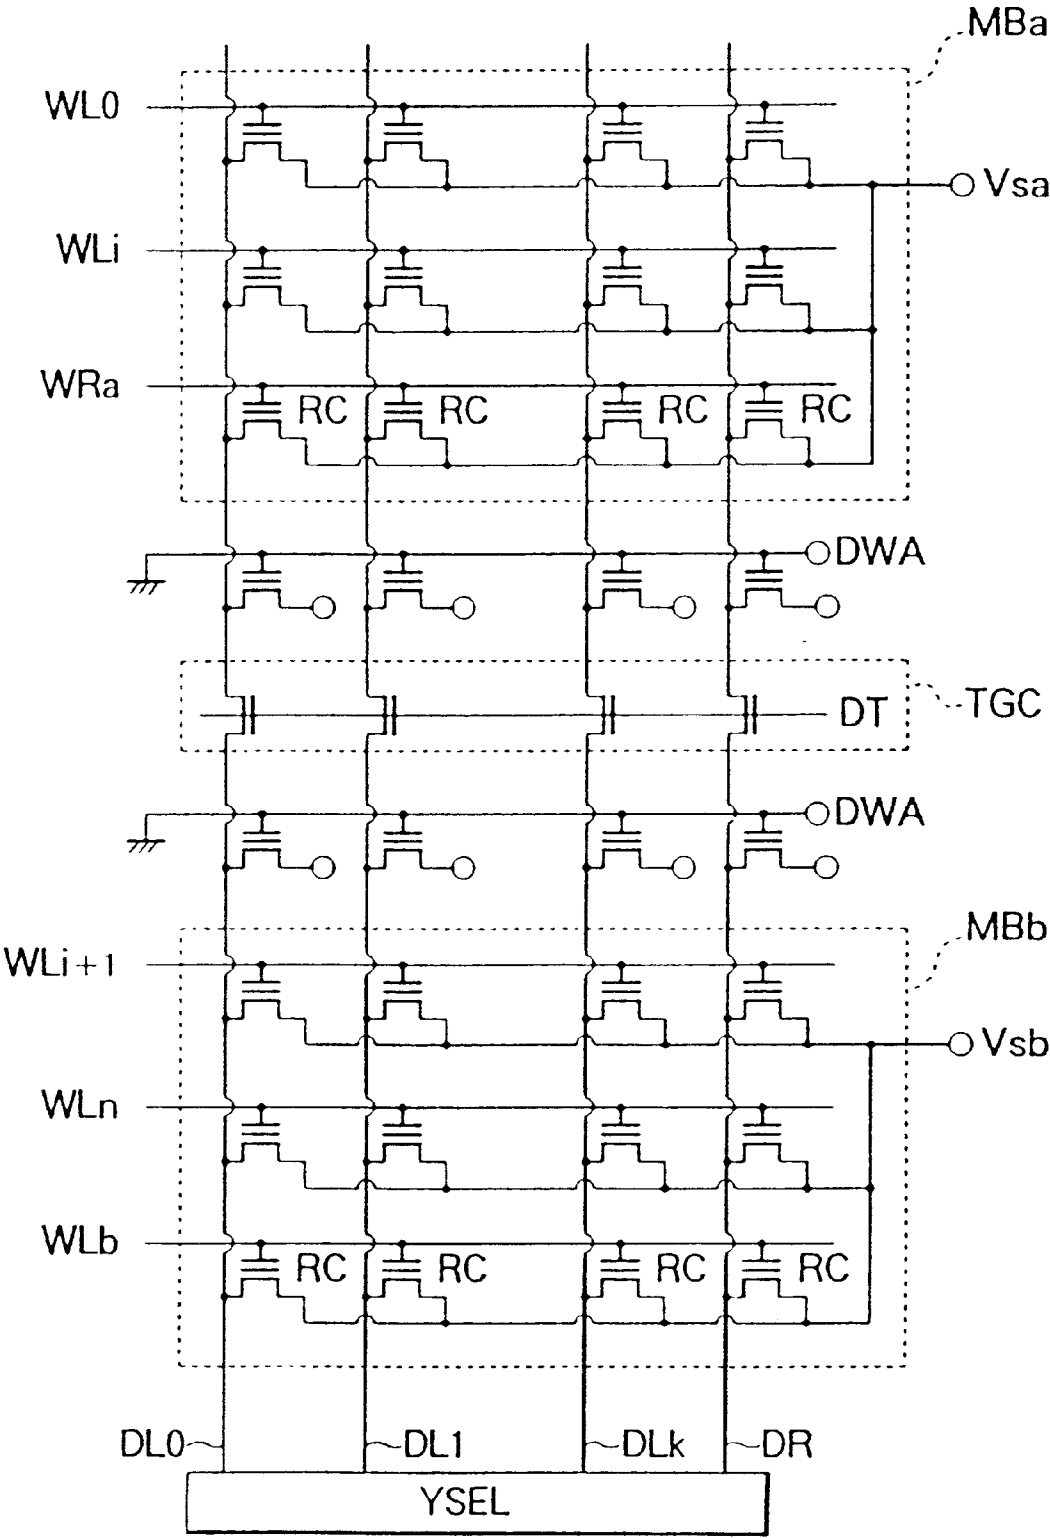 MBa
WL0
Vsa
WLi
WRa
RC RC RC RC
DWA
DT
TGC
DWA
MBb
WLi+1
Vsb
WLn
WLb
RC RC RC RC
DL0 DL1 DLk DR
YSEL